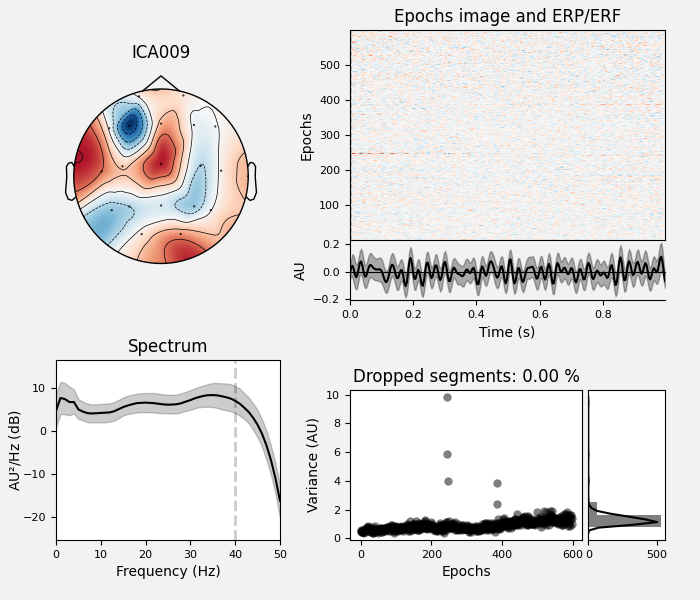 ICA009
Epochs image and ERP/ERF
Epochs
500
400
300
200
100
AU
0.2
0.0
−0.2
0.0 0.2 0.4 0.6 0.8
Time (s)
Spectrum
AU²/Hz (dB)
10
0
−10
−20
0 10 20 30 40 50
Frequency (Hz)
Dropped segments: 0.00 %
Variance (AU)
10
8
6
4
2
0
0 200 400 600
Epochs
0 500